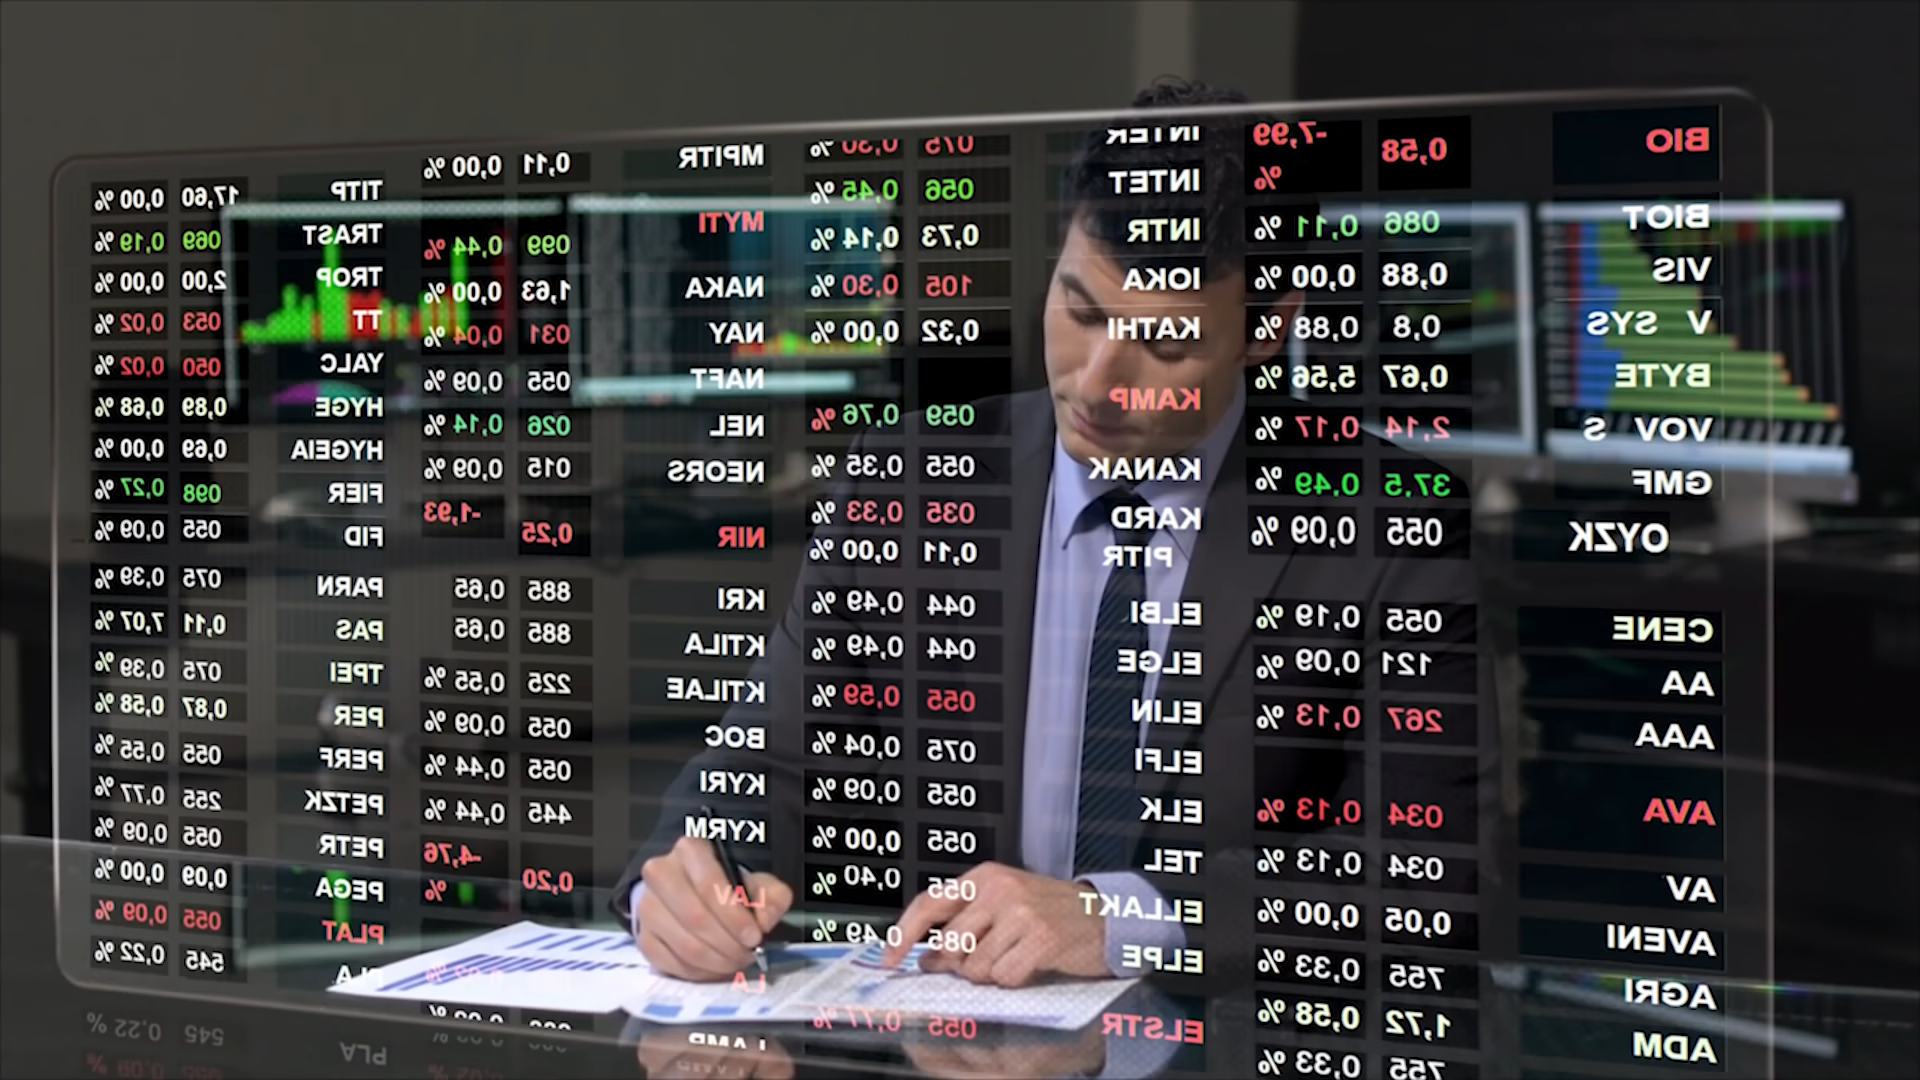 BIO 0,58 -7,99 %
BIOT 086 0,11 %
VIS 0,88 0,00 %
V SYS 0,8 0,88 %
BYTE 0,67 5,56 %
VOV S 2,14 0,17 %
GMF 37,5 0,49 %
OYZK 055 0,09 %
CENE 055 0,19 %
AA 121 0,09 %
AAA 267 0,13 %
AVA 034 0,13 %
AV 034 0,13 %
AVENI 0,05 0,00 %
AGRI 755 0,33 %
ADM 1,72 0,58 %
755 0,33 %
INTER 075 0,30 %
INTET 056 0,45 %
INTR 0,73 0,14 %
IOKA 105 0,30 %
KATHI 0,32 0,00 %
KAMP 059 0,76 %
KANAK 055 0,35 %
KARD 035 0,33 %
PITR 0,11 0,00 %
ELBI 044 0,49 %
ELGE 044 0,49 %
ELIN 055 0,59 %
ELFI 075 0,04 %
ELK 055 0,09 %
TEL 055 0,00 %
ELLAKT 055 0,40 %
ELPE 085 0,49 %
ELSTR 055 0,77 %
MPITR 0,11 0,00 %
MYTI 099 0,44 %
NAKA 1,63 0,00 %
NAY 031 0,04 %
NAFT 055 0,09 %
NEL 026 0,14 %
NEORS 015 0,09 %
NIR 0,25 -1,93
KRI 885 0,65
KTILA 885 0,65
KTILAE 225 0,55 %
BOC 055 0,09 %
KYRI 055 0,44 %
KYRM 445 0,44 %
LAV 0,20 -4,76 %
LA
LAMP
TITP 17,60 0,00 %
TRAST 069 0,19 %
TROP 2,00 0,00 %
TT 053 0,02 %
YALC 050 0,02 %
HYGE 0,89 0,68 %
HYGEIA 0,69 0,00 %
FIER 098 0,27 %
FID 055 0,09 %
PARN 075 0,39 %
PAS 0,11 7,07 %
TPEI 075 0,39 %
PER 0,87 0,58 %
PERF 055 0,55 %
PETZK 255 0,77 %
PETR 055 0,09 %
PEGA 0,09 0,00 %
PLAT 055 0,09 %
545 0,22 %
PLA 545 0,22 %